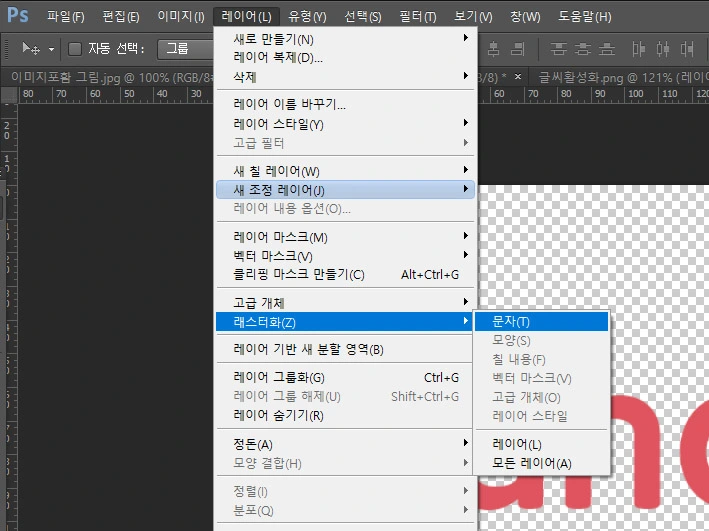 Ps 파일(F) 편집(E) 이미지(I) 레이어(L) 유형(Y) 선택(S) 필터(T) 보기(V) 창(W) 도움말(H)
자동 선택: 그룹
이미지포함 그림.jpg @ 100% (RGB/8# 3/8) * × 글씨활성화.png @ 121% (레이어
80 70 60 50 40 30 60 70 80 90 100 110 120
새로 만들기(N)
레이어 복제(D)...
삭제
레이어 이름 바꾸기...
레이어 스타일(Y)
고급 필터
새 칠 레이어(W)
새 조정 레이어(J)
레이어 내용 옵션(O)...
레이어 마스크(M)
벡터 마스크(V)
클리핑 마스크 만들기(C) Alt+Ctrl+G
고급 개체
래스터화(Z)
문자(T)
모양(S)
칠 내용(F)
벡터 마스크(V)
고급 개체(O)
레이어 스타일
레이어(L)
모든 레이어(A)
레이어 기반 새 분할 영역(B)
레이어 그룹화(G) Ctrl+G
레이어 그룹 해제(U) Shift+Ctrl+G
레이어 숨기기(R)
정돈(A)
모양 결합(H)
정렬(I)
분포(Q)